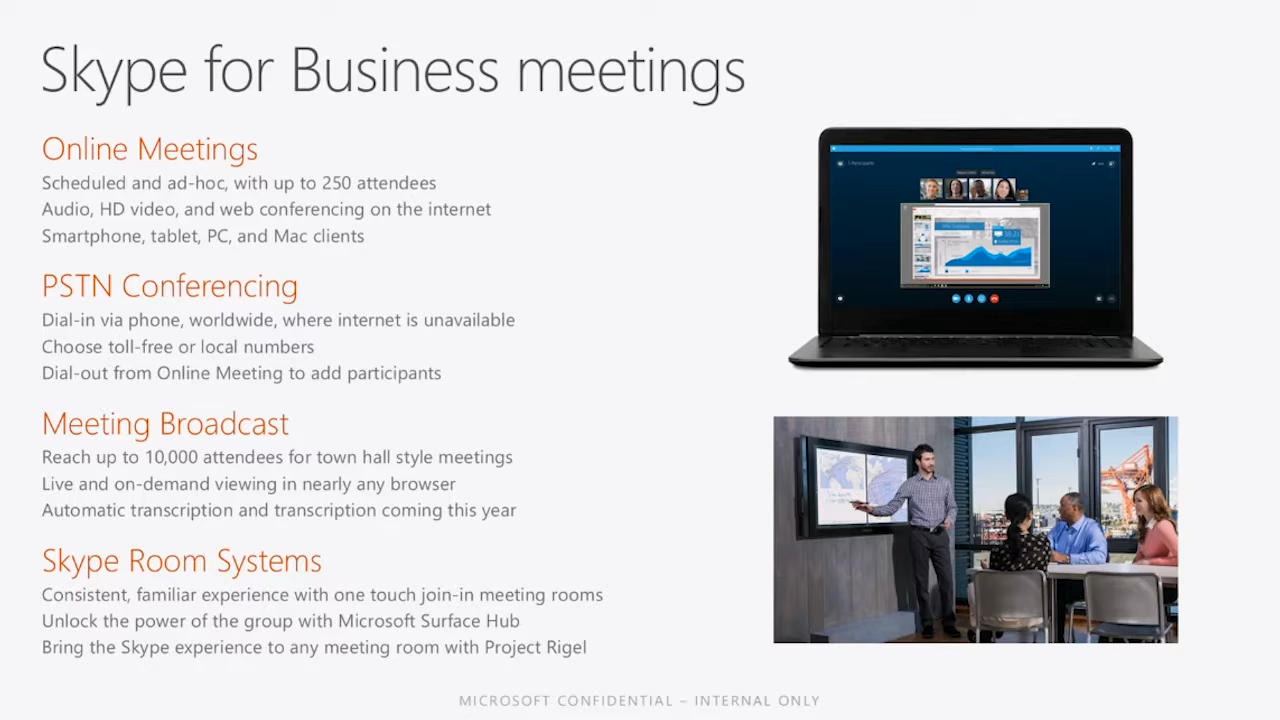 Skype for Business meetings
Online Meetings
Scheduled and ad-hoc, with up to 250 attendees
Audio, HD video, and web conferencing on the internet
Smartphone, tablet, PC, and Mac clients
PSTN Conferencing
Dial-in via phone, worldwide, where internet is unavailable
Choose toll-free or local numbers
Dial-out from Online Meeting to add participants
Meeting Broadcast
Reach up to 10,000 attendees for town hall style meetings
Live and on-demand viewing in nearly any browser
Automatic transcription and transcription coming this year
Skype Room Systems
Consistent, familiar experience with one touch join-in meeting rooms
Unlock the power of the group with Microsoft Surface Hub
Bring the Skype experience to any meeting room with Project Rigel
MICROSOFT CONFIDENTIAL – INTERNAL ONLY